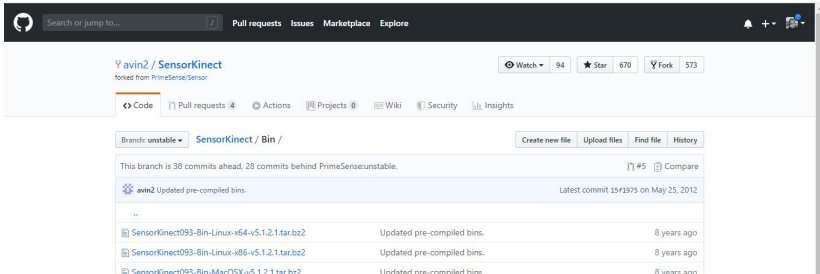 Search or jump to... / Pull requests Issues Marketplace Explore
avin2 / SensorKinect
forked from PrimeSense/Sensor
Watch 94 Star 670 Fork 573
Code Pull requests 4 Actions Projects 0 Wiki Security Insights
Branch: unstable SensorKinect / Bin / Create new file Upload files Find file History
This branch is 38 commits ahead, 28 commits behind PrimeSense:unstable. #5 Compare
avin2 Updated pre-compiled bins. Latest commit 15f1975 on May 25, 2012
..
SensorKinect093-Bin-Linux-x64-v5.1.2.1.tar.bz2 Updated pre-compiled bins. 8 years ago
SensorKinect093-Bin-Linux-x86-v5.1.2.1.tar.bz2 Updated pre-compiled bins. 8 years ago
SensorKinect093-Bin-MacOSX-v5.1.2.1.tar.bz2 Updated pre-compiled bins. 8 years ago